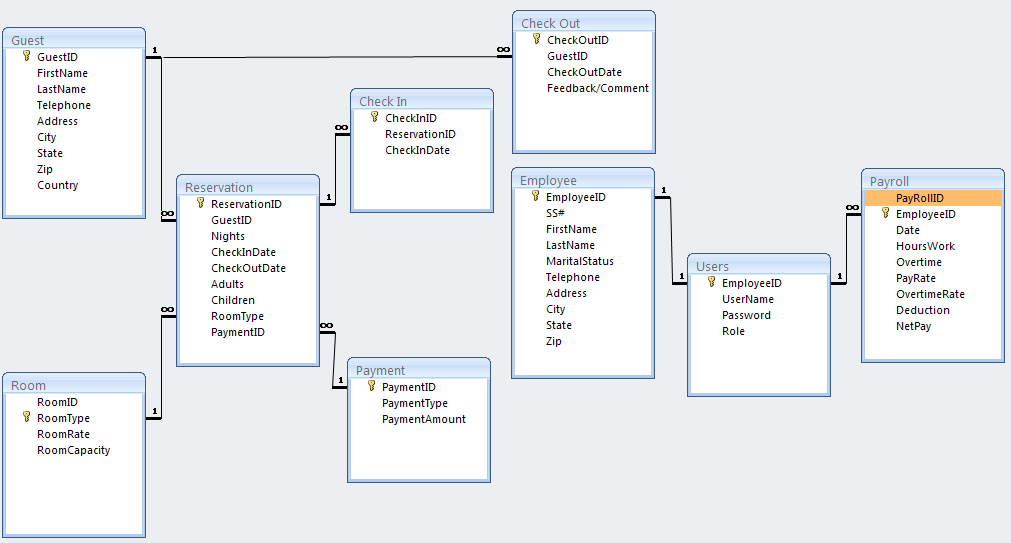 Guest
GuestID
FirstName
LastName
Telephone
Address
City
State
Zip
Country
1
∞
Check Out
CheckOutID
GuestID
CheckOutDate
Feedback/Comment
∞
Check In
CheckInID
ReservationID
CheckInDate
∞
1
Reservation
ReservationID
GuestID
Nights
CheckInDate
CheckOutDate
Adults
Children
RoomType
PaymentID
∞
∞
Room
RoomID
RoomType
RoomRate
RoomCapacity
1
Payment
PaymentID
PaymentType
PaymentAmount
1
Employee
EmployeeID
SS#
FirstName
LastName
MaritalStatus
Telephone
Address
City
State
Zip
1
1
Users
EmployeeID
UserName
Password
Role
1
∞
Payroll
PayRollID
EmployeeID
Date
HoursWork
Overtime
PayRate
OvertimeRate
Deduction
NetPay